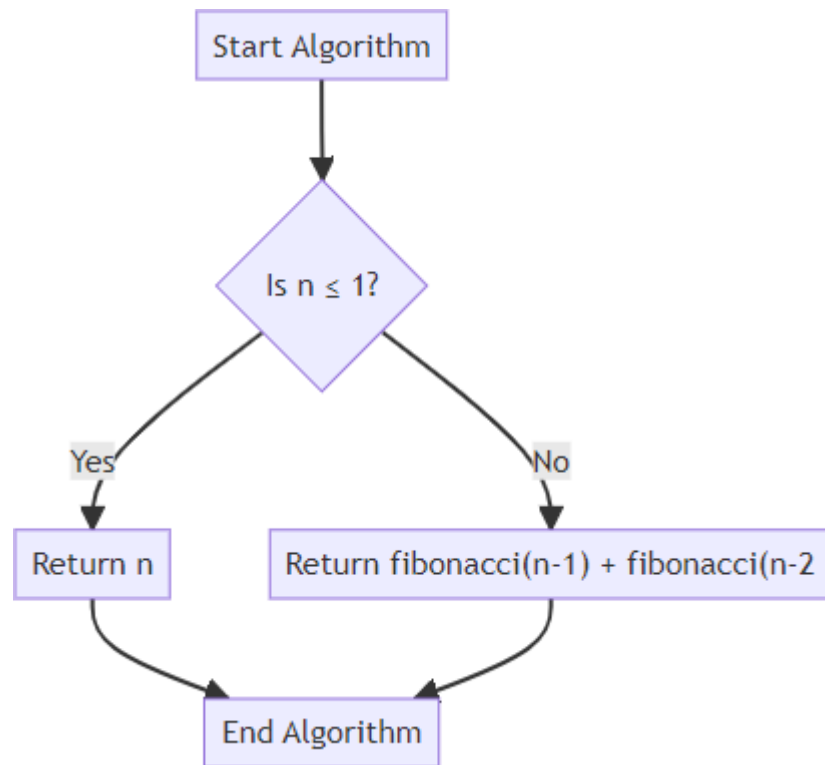 Start Algorithm
Is n ≤ 1?
Yes
No
Return n
Return fibonacci(n-1) + fibonacci(n-2
End Algorithm